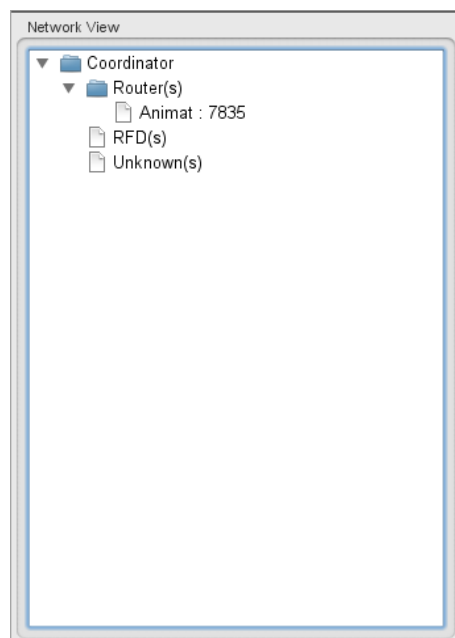 Network View
Coordinator
Router(s)
Animat : 7835
RFD(s)
Unknown(s)